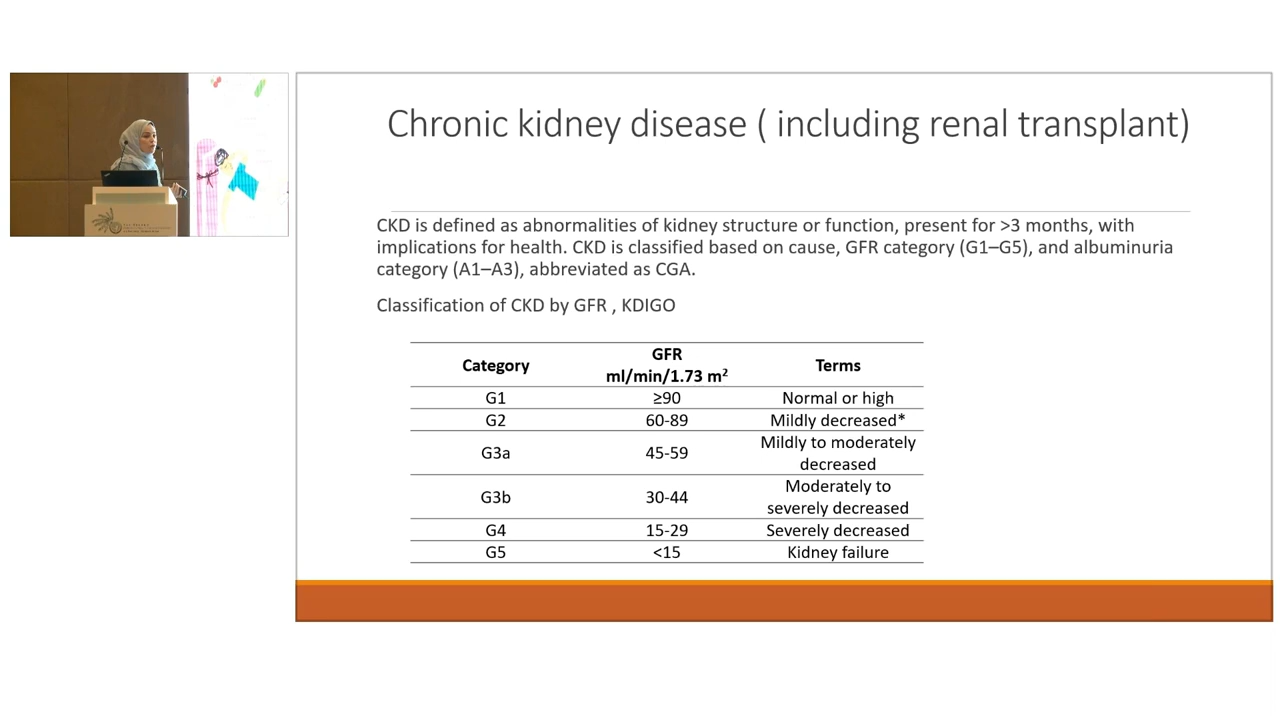 Chronic kidney disease ( including renal transplant)
CKD is defined as abnormalities of kidney structure or function, present for >3 months, with
implications for health. CKD is classified based on cause, GFR category (G1–G5), and albuminuria
category (A1–A3), abbreviated as CGA.
Classification of CKD by GFR , KDIGO
Category GFR ml/min/1.73 m² Terms
G1 ≥90 Normal or high
G2 60-89 Mildly decreased*
G3a 45-59 Mildly to moderately decreased
G3b 30-44 Moderately to severely decreased
G4 15-29 Severely decreased
G5 <15 Kidney failure